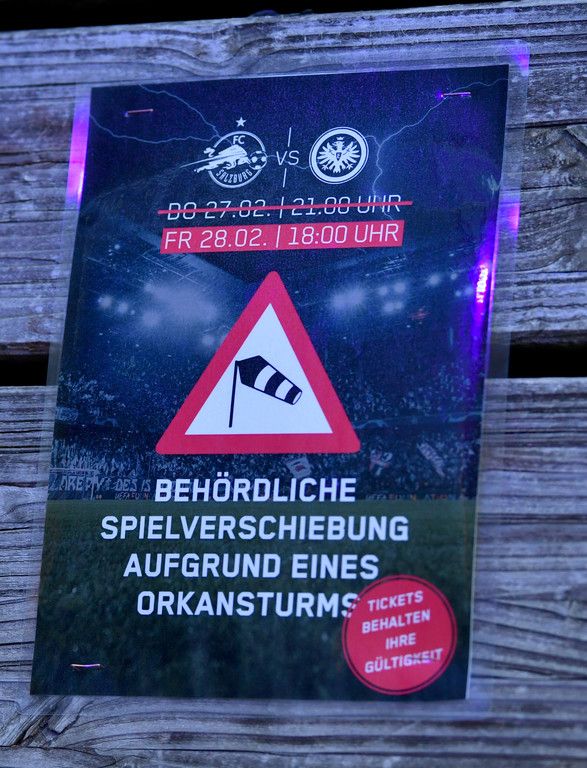 FC
SALZBURG
VS
DO 27.02. | 21.00 UHR
FR 28.02. | 18:00 UHR
BEHÖRDLICHE
SPIELVERSCHIEBUNG
AUFGRUND EINES
ORKANSTURMS
TICKETS
BEHALTEN
IHRE
GÜLTIGKEIT